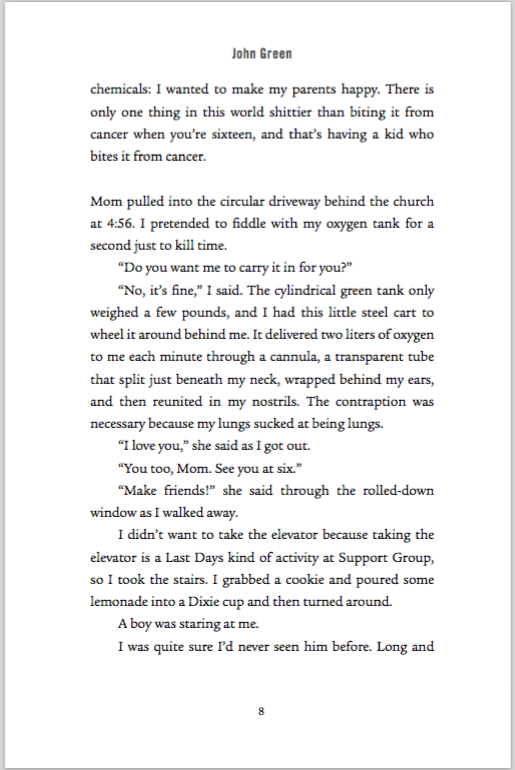 John Green
chemicals: I wanted to make my parents happy. There is
only one thing in this world shittier than biting it from
cancer when you’re sixteen, and that’s having a kid who
bites it from cancer.
Mom pulled into the circular driveway behind the church
at 4:56. I pretended to fiddle with my oxygen tank for a
second just to kill time.
“Do you want me to carry it in for you?”
“No, it’s fine,” I said. The cylindrical green tank only
weighed a few pounds, and I had this little steel cart to
wheel it around behind me. It delivered two liters of oxygen
to me each minute through a cannula, a transparent tube
that split just beneath my neck, wrapped behind my ears,
and then reunited in my nostrils. The contraption was
necessary because my lungs sucked at being lungs.
“I love you,” she said as I got out.
“You too, Mom. See you at six.”
“Make friends!” she said through the rolled-down
window as I walked away.
I didn’t want to take the elevator because taking the
elevator is a Last Days kind of activity at Support Group,
so I took the stairs. I grabbed a cookie and poured some
lemonade into a Dixie cup and then turned around.
A boy was staring at me.
I was quite sure I’d never seen him before. Long and
8